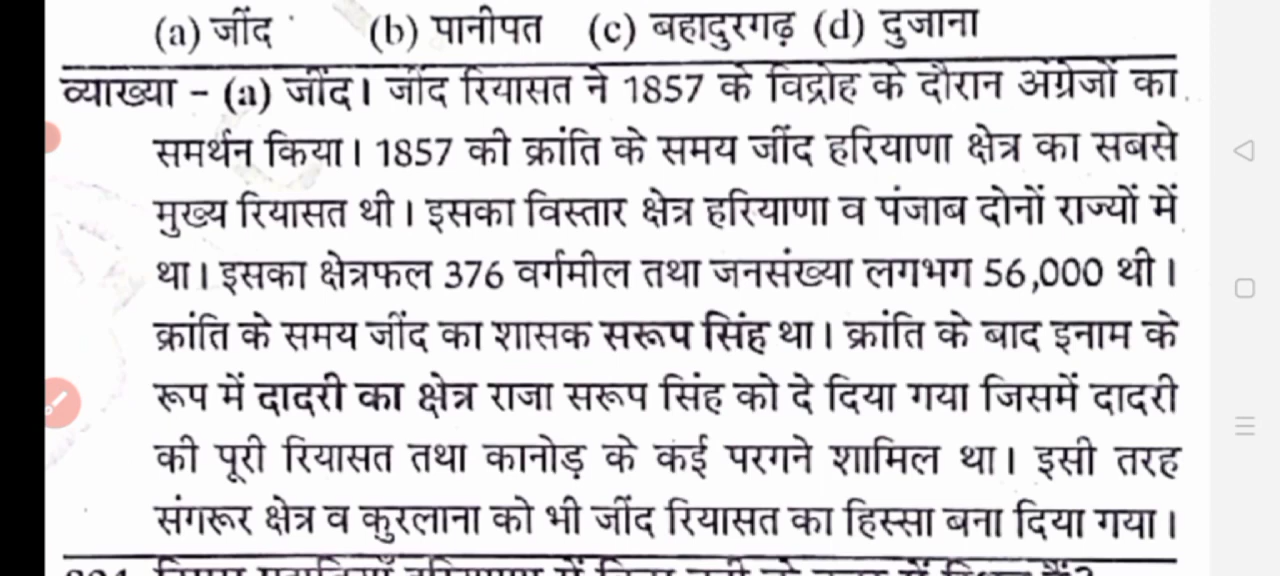 (a) जींद (b) पानीपत (c) बहादुरगढ़ (d) दुजाना
व्याख्या – (a) जींद। जींद रियासत ने 1857 के विद्रोह के दौरान अंग्रेजों का
समर्थन किया। 1857 की क्रांति के समय जींद हरियाणा क्षेत्र का सबसे
मुख्य रियासत थी। इसका विस्तार क्षेत्र हरियाणा व पंजाब दोनों राज्यों में
था। इसका क्षेत्रफल 376 वर्गमील तथा जनसंख्या लगभग 56,000 थी।
क्रांति के समय जींद का शासक सरूप सिंह था। क्रांति के बाद इनाम के
रूप में दादरी का क्षेत्र राजा सरूप सिंह को दे दिया गया जिसमें दादरी
की पूरी रियासत तथा कानोड़ के कई परगने शामिल था। इसी तरह
संगरूर क्षेत्र व कुरलाना को भी जींद रियासत का हिस्सा बना दिया गया।